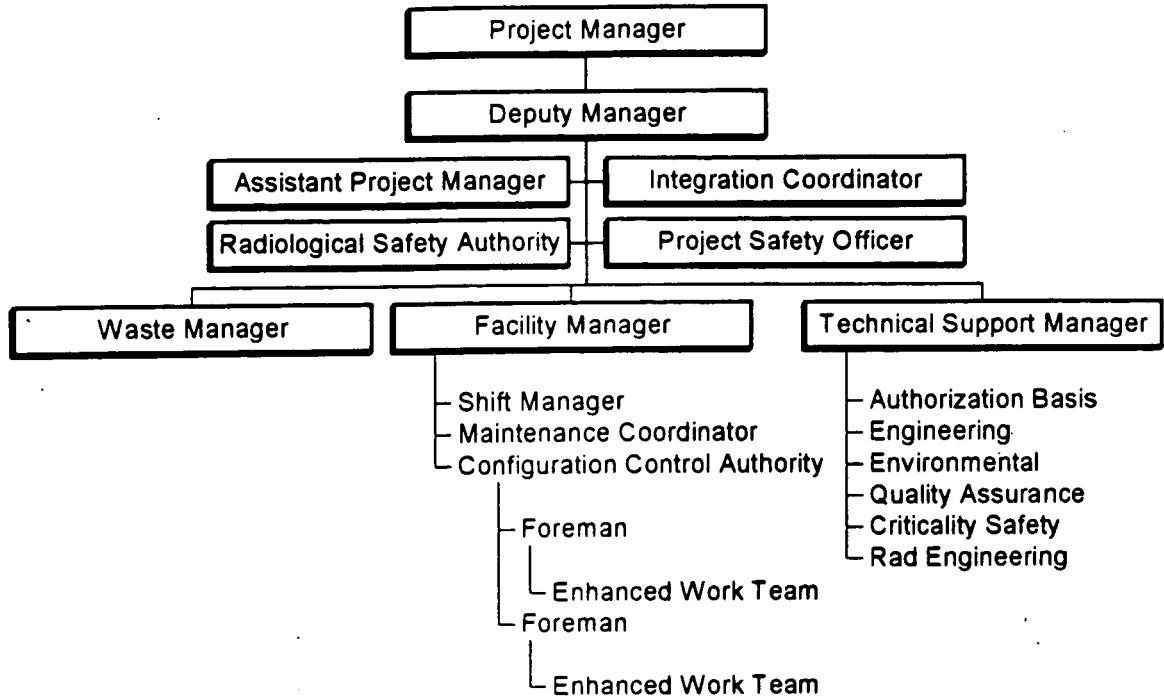 Project Manager
Deputy Manager
Assistant Project Manager
Integration Coordinator
Radiological Safety Authority
Project Safety Officer
Waste Manager
Facility Manager
Technical Support Manager
Shift Manager
Maintenance Coordinator
Configuration Control Authority
Foreman
Enhanced Work Team
Foreman
Enhanced Work Team
Authorization Basis
Engineering
Environmental
Quality Assurance
Criticality Safety
Rad Engineering